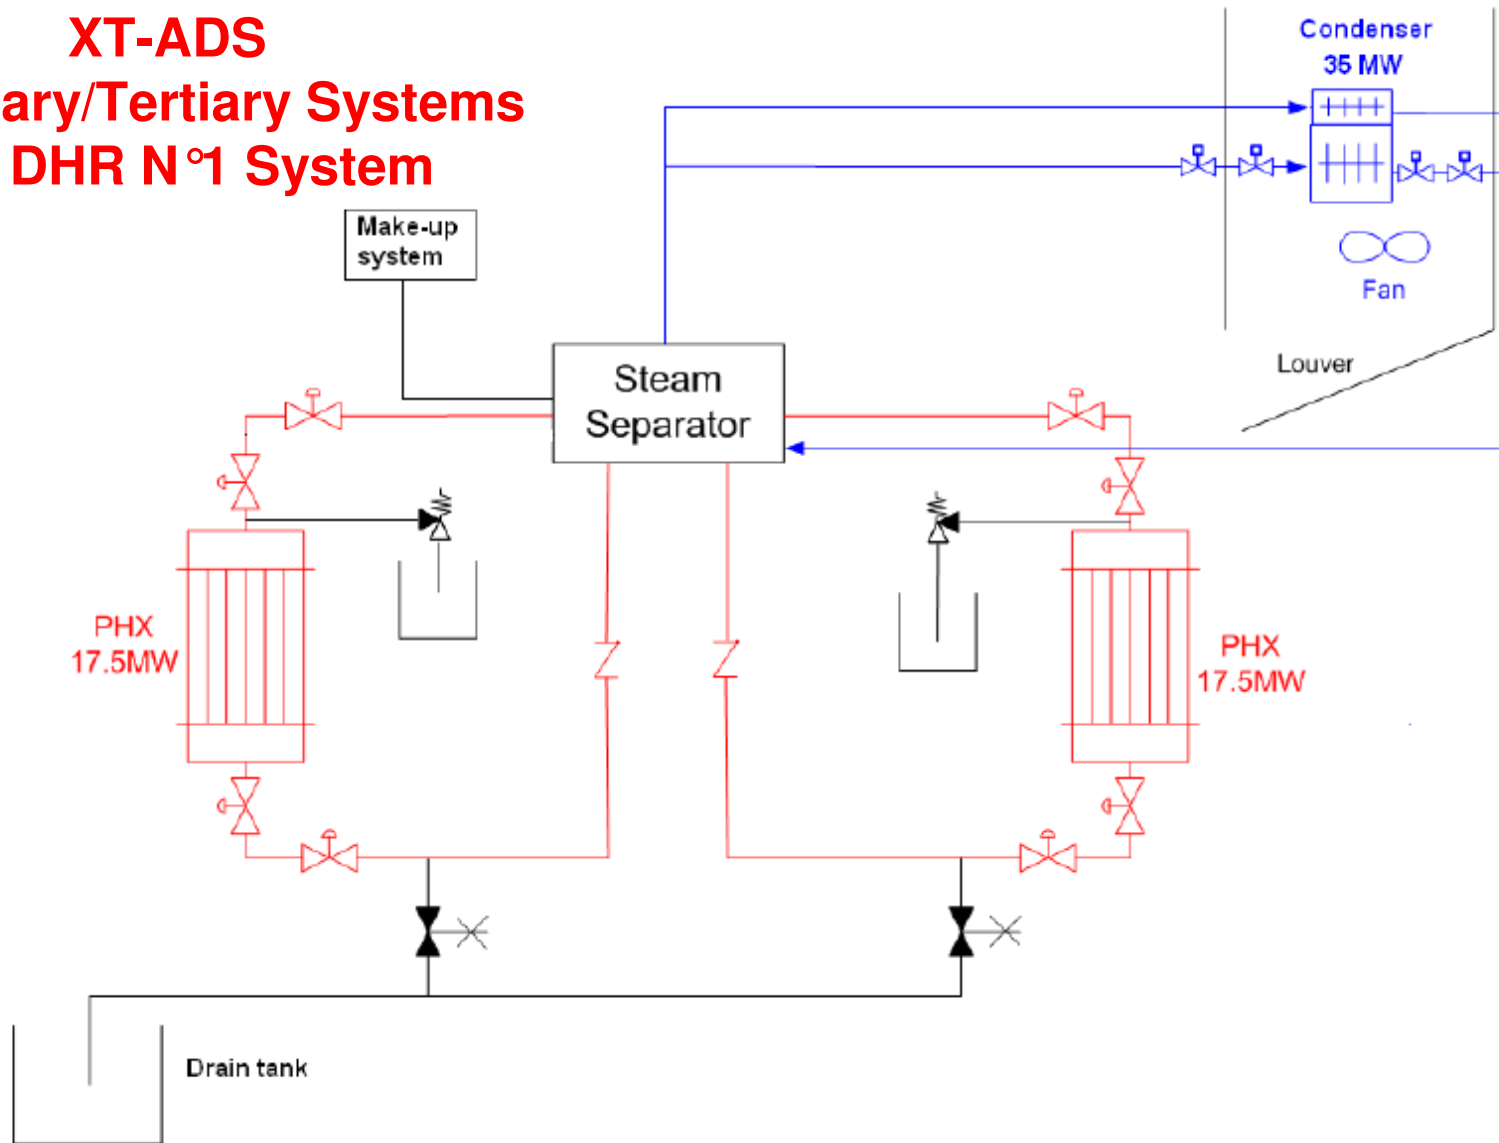 XT-ADS
ary/Tertiary Systems
DHR N°1 System
Condenser
35 MW
Make-up
system
Fan
Louver
Steam
Separator
PHX
17.5MW
PHX
17.5MW
Drain tank